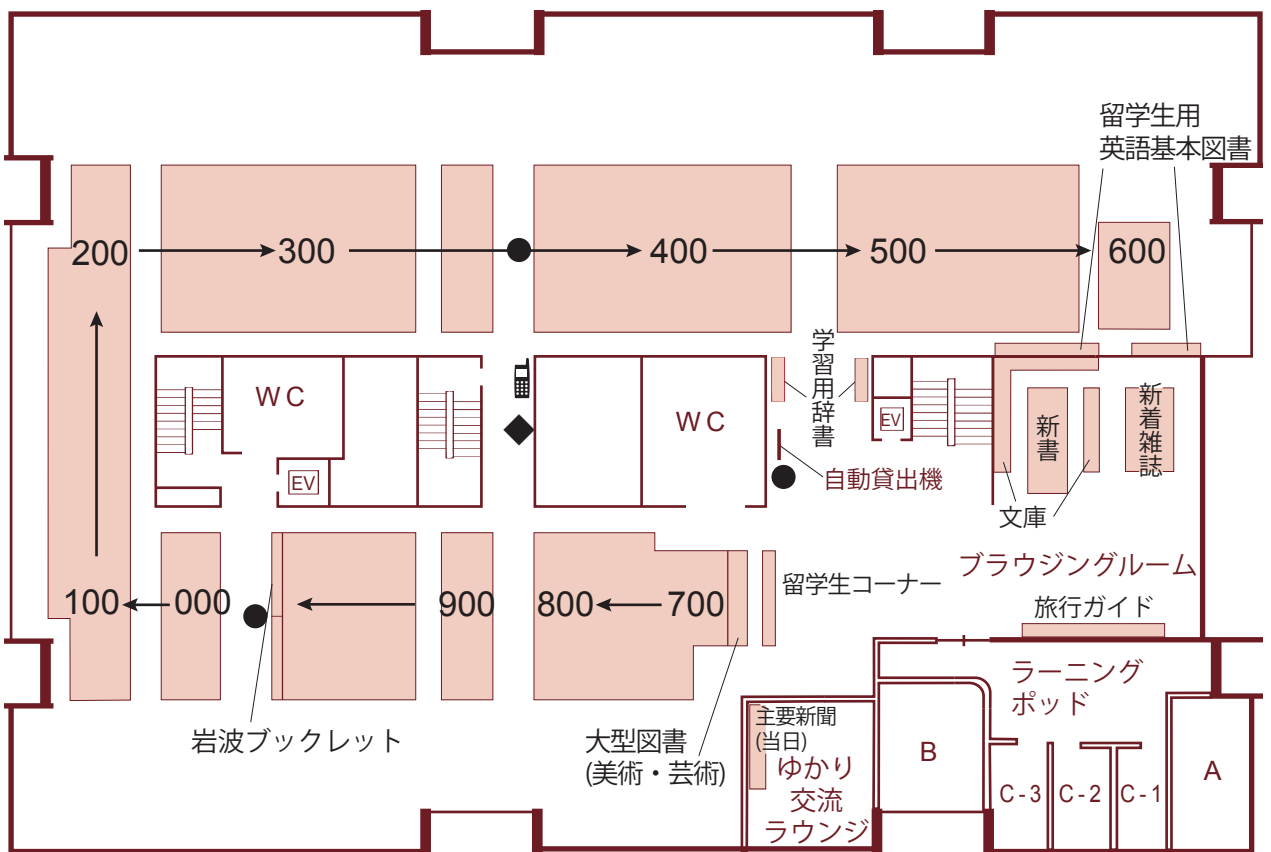 留学生用
英語基本図書
200
300
400
500
600
学習用辞書
WC
WC
EV
EV
新書
新着雑誌
自動貸出機
文庫
ブラウジングルーム
旅行ガイド
100
000
900
800
700
留学生コーナー
岩波ブックレット
大型図書
(美術・芸術)
主要新聞
(当日)
ゆかり
交流
ラウンジ
ラーニング
ポッド
B
C-3
C-2
C-1
A